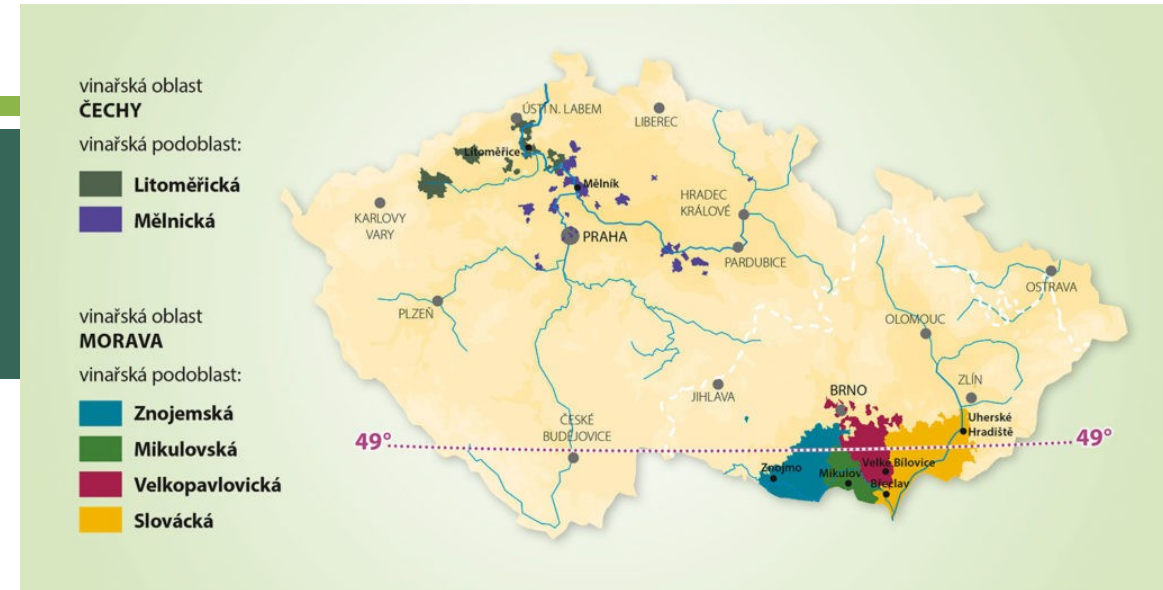 vinařská oblast
ČECHY
vinařská podoblast:
Litoměřická
Mělnická
vinařská oblast
MORAVA
vinařská podoblast:
Znojemská
Mikulovská
Velkopavlovická
Slovácká
ÚSTÍ N. LABEM
LIBEREC
Litoměřice
Mělník
KARLOVY
VARY
HRADEC
KRÁLOVÉ
PRAHA
PARDUBICE
OSTRAVA
PLZEŇ
OLOMOUC
JIHLAVA
BRNO
ZLÍN
ČESKÉ
BUDĚJOVICE
Uherské
Hradiště
49°
49°
Znojmo
Mikulov
Velké Bílovice
Břeclav